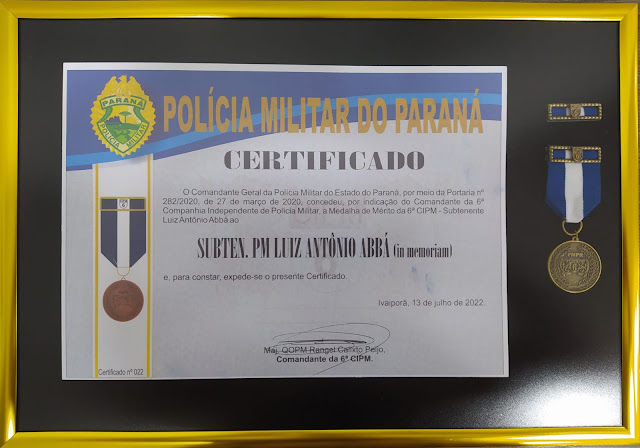 PARANÁ
POLÍCIA MILITAR
POLÍCIA MILITAR DO PARANÁ
CERTIFICADO
O Comandante Geral da Polícia Militar do Estado do Paraná, por meio da Portaria nº
282/2020, de 27 de março de 2020, concedeu, por indicação do Comandante da 6ª
Companhia Independente de Polícia Militar, a Medalha de Mérito da 6ª CIPM - Subtenente
Luiz Antônio Abbá ao
SUBTEN. PM LUIZ ANTÔNIO ABBÁ (in memoriam)
e, para constar, expede-se o presente Certificado.
Ivaiporã, 13 de julho de 2022.
Maj. QOPM Rangel Calixto
Comandante da 6ª CIPM.
Certificado nº 022
PMPR